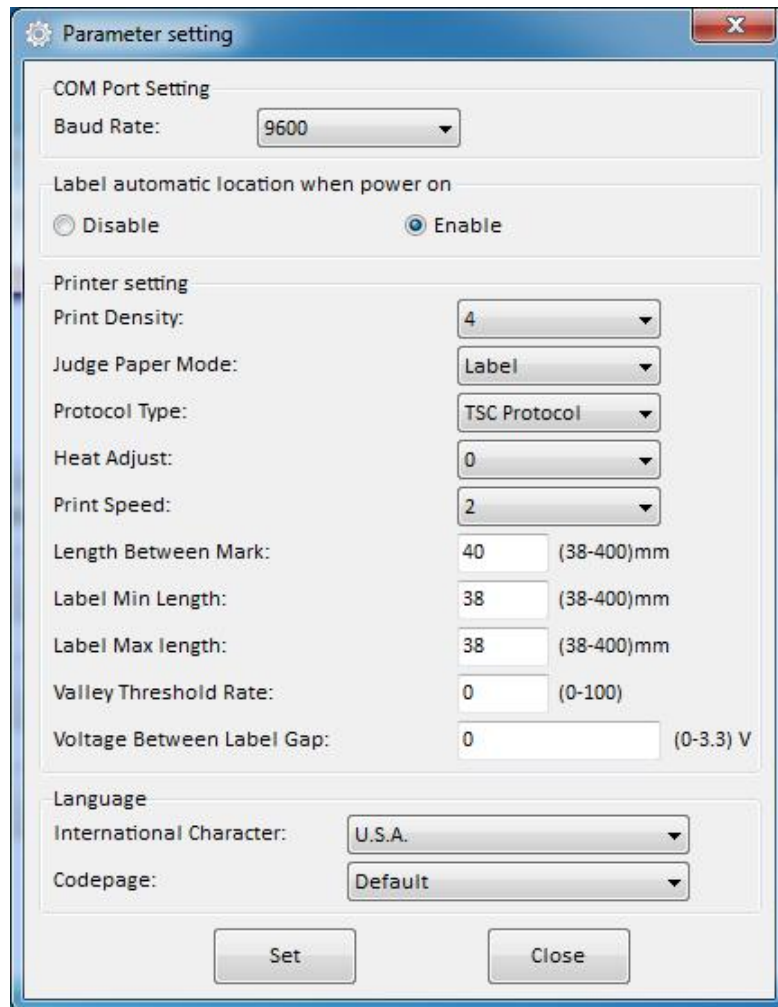 Parameter setting
COM Port Setting
Baud Rate: 9600
Label automatic location when power on
Disable Enable
Printer setting
Print Density: 4
Judge Paper Mode: Label
Protocol Type: TSC Protocol
Heat Adjust: 0
Print Speed: 2
Length Between Mark: 40 (38-400)mm
Label Min Length: 38 (38-400)mm
Label Max length: 38 (38-400)mm
Valley Threshold Rate: 0 (0-100)
Voltage Between Label Gap: 0 (0-3.3) V
Language
International Character: U.S.A.
Codepage: Default
Set Close